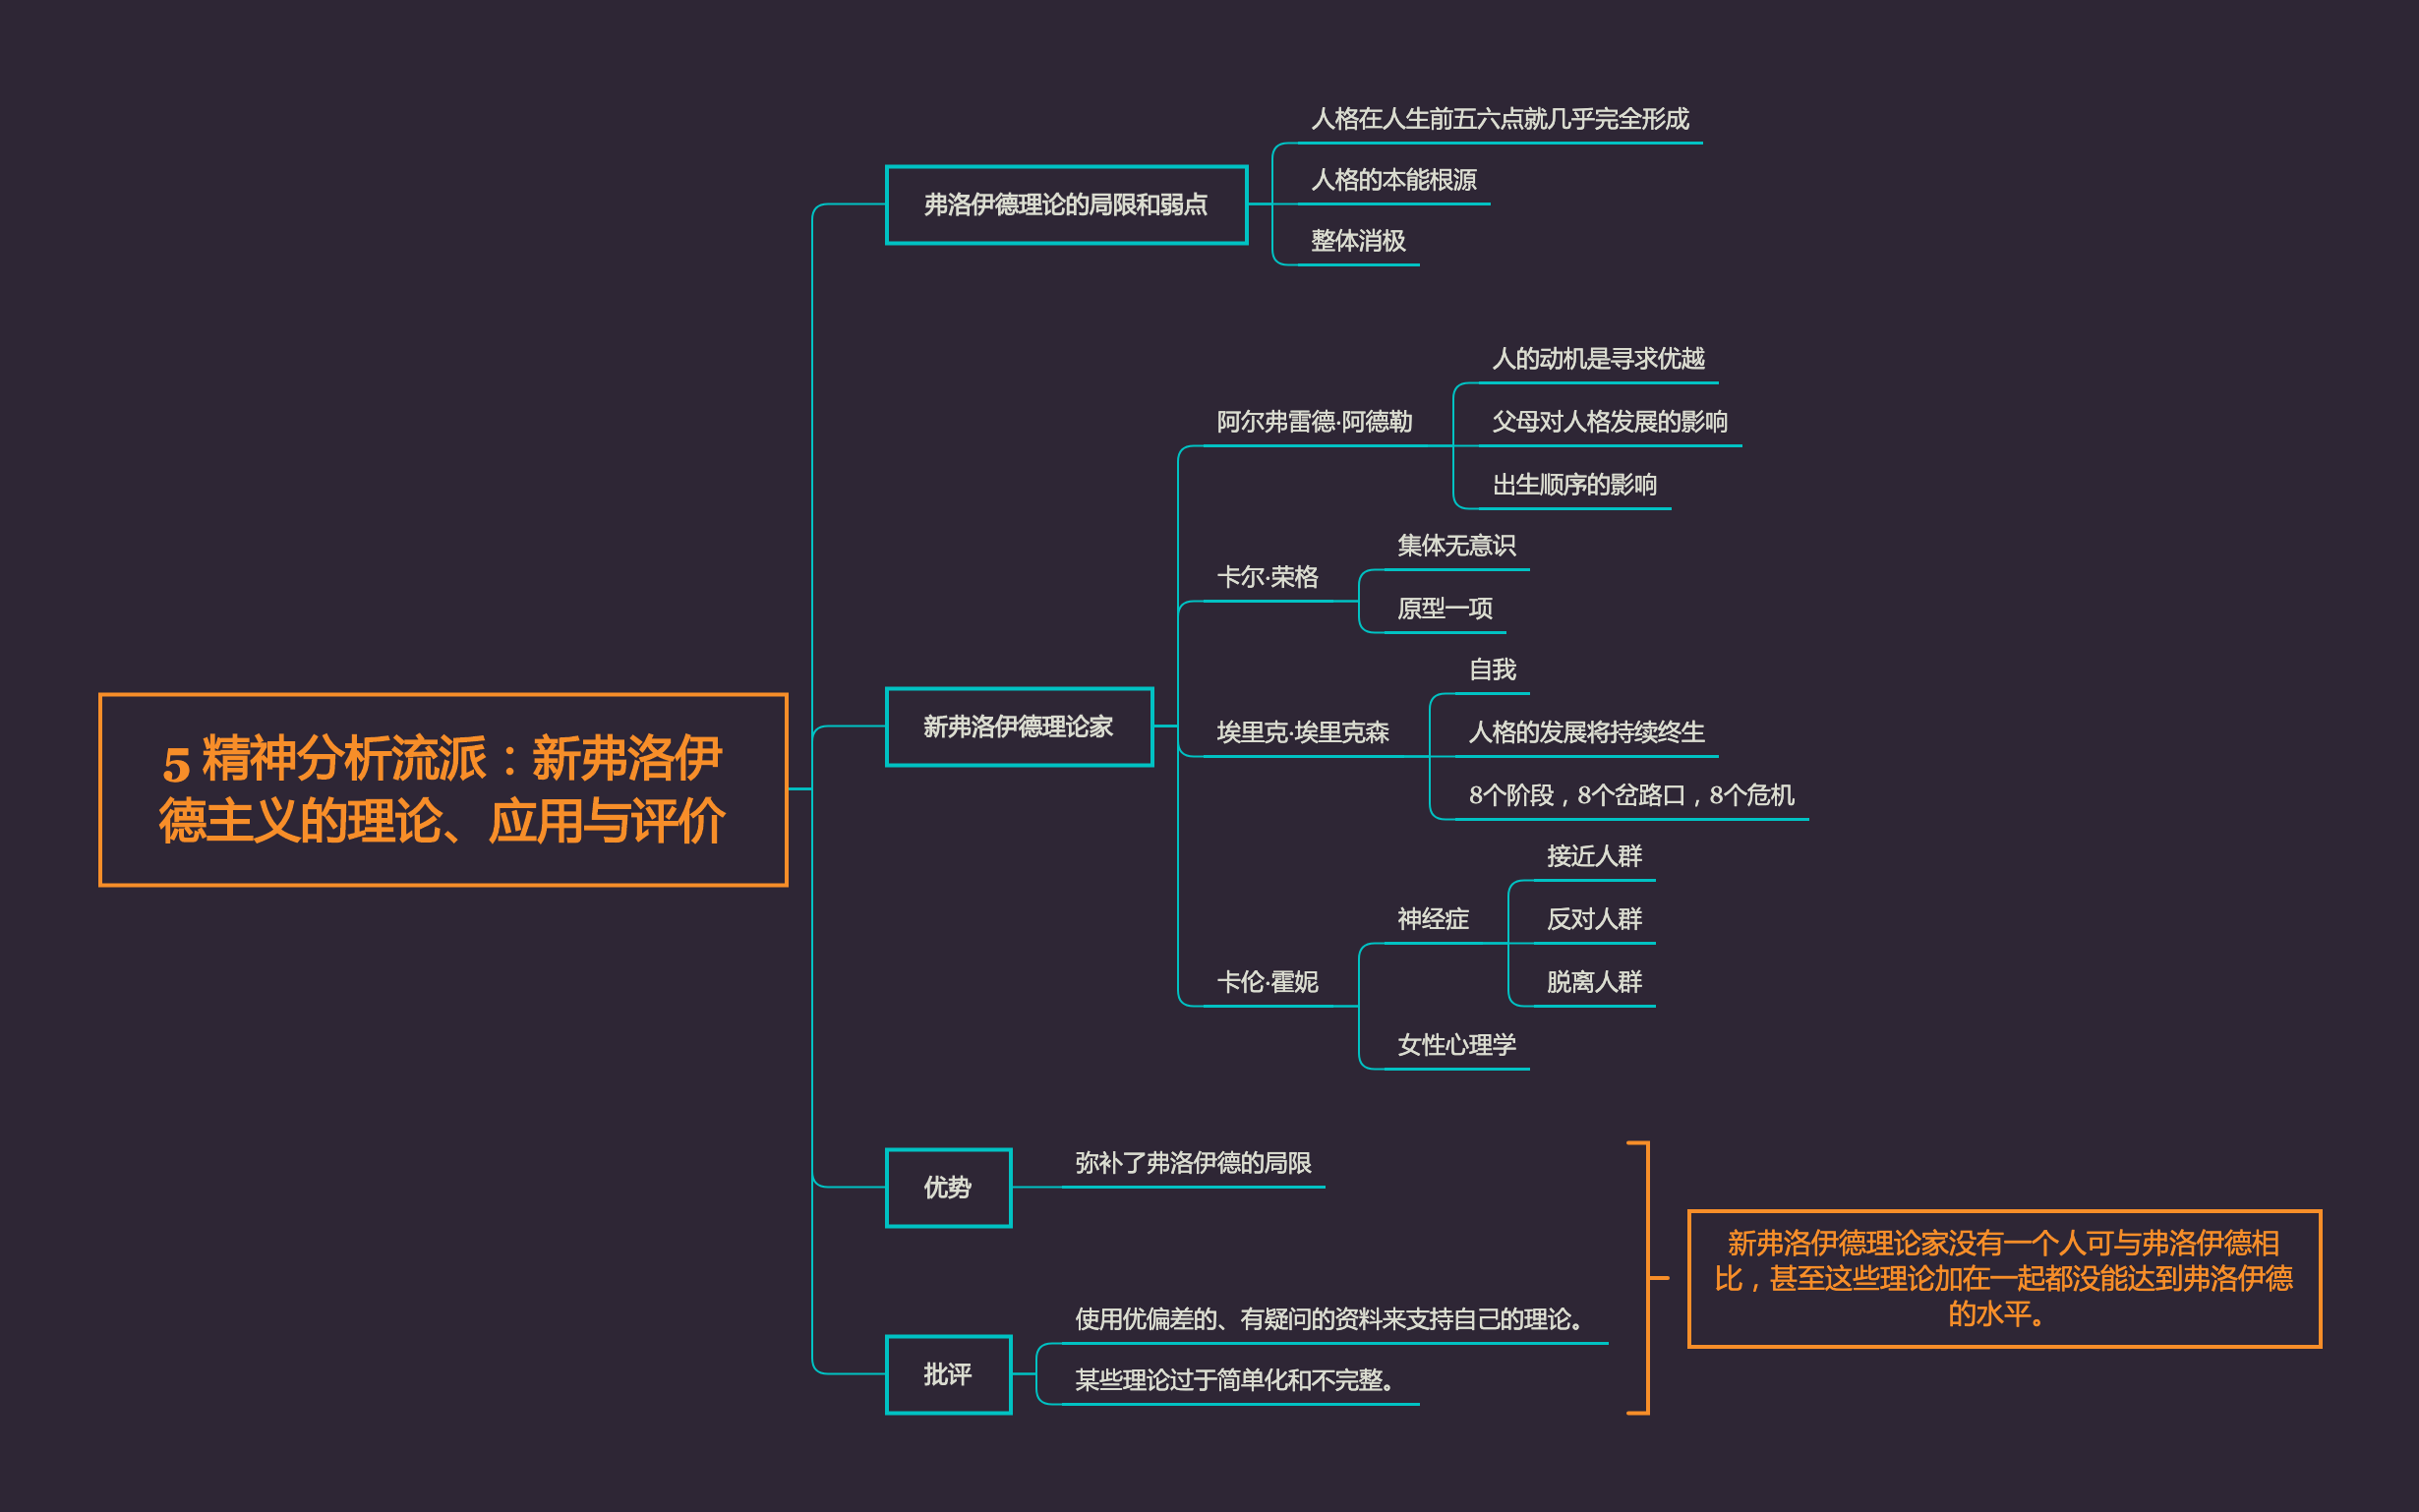 人格在人生前五六点就几乎完全形成
弗洛伊德理论的局限和弱点
人格的本能根源
整体消极
人的动机是寻求优越
阿尔弗雷德·阿德勒
父母对人格发展的影响
出生顺序的影响
集体无意识
卡尔·荣格
原型一项
自我
5 精神分析流派：新弗洛伊
德主义的理论、应用与评价
新弗洛伊德理论家
埃里克·埃里克森
人格的发展将持续终生
8个阶段，8个岔路口，8个危机
接近人群
神经症
反对人群
卡伦·霍妮
脱离人群
女性心理学
优势
弥补了弗洛伊德的局限
批评
使用优偏差的、有疑问的资料来支持自己的理论。
某些理论过于简单化和不完整。
新弗洛伊德理论家没有一个人可与弗洛伊德相
比，甚至这些理论加在一起都没能达到弗洛伊德
的水平。